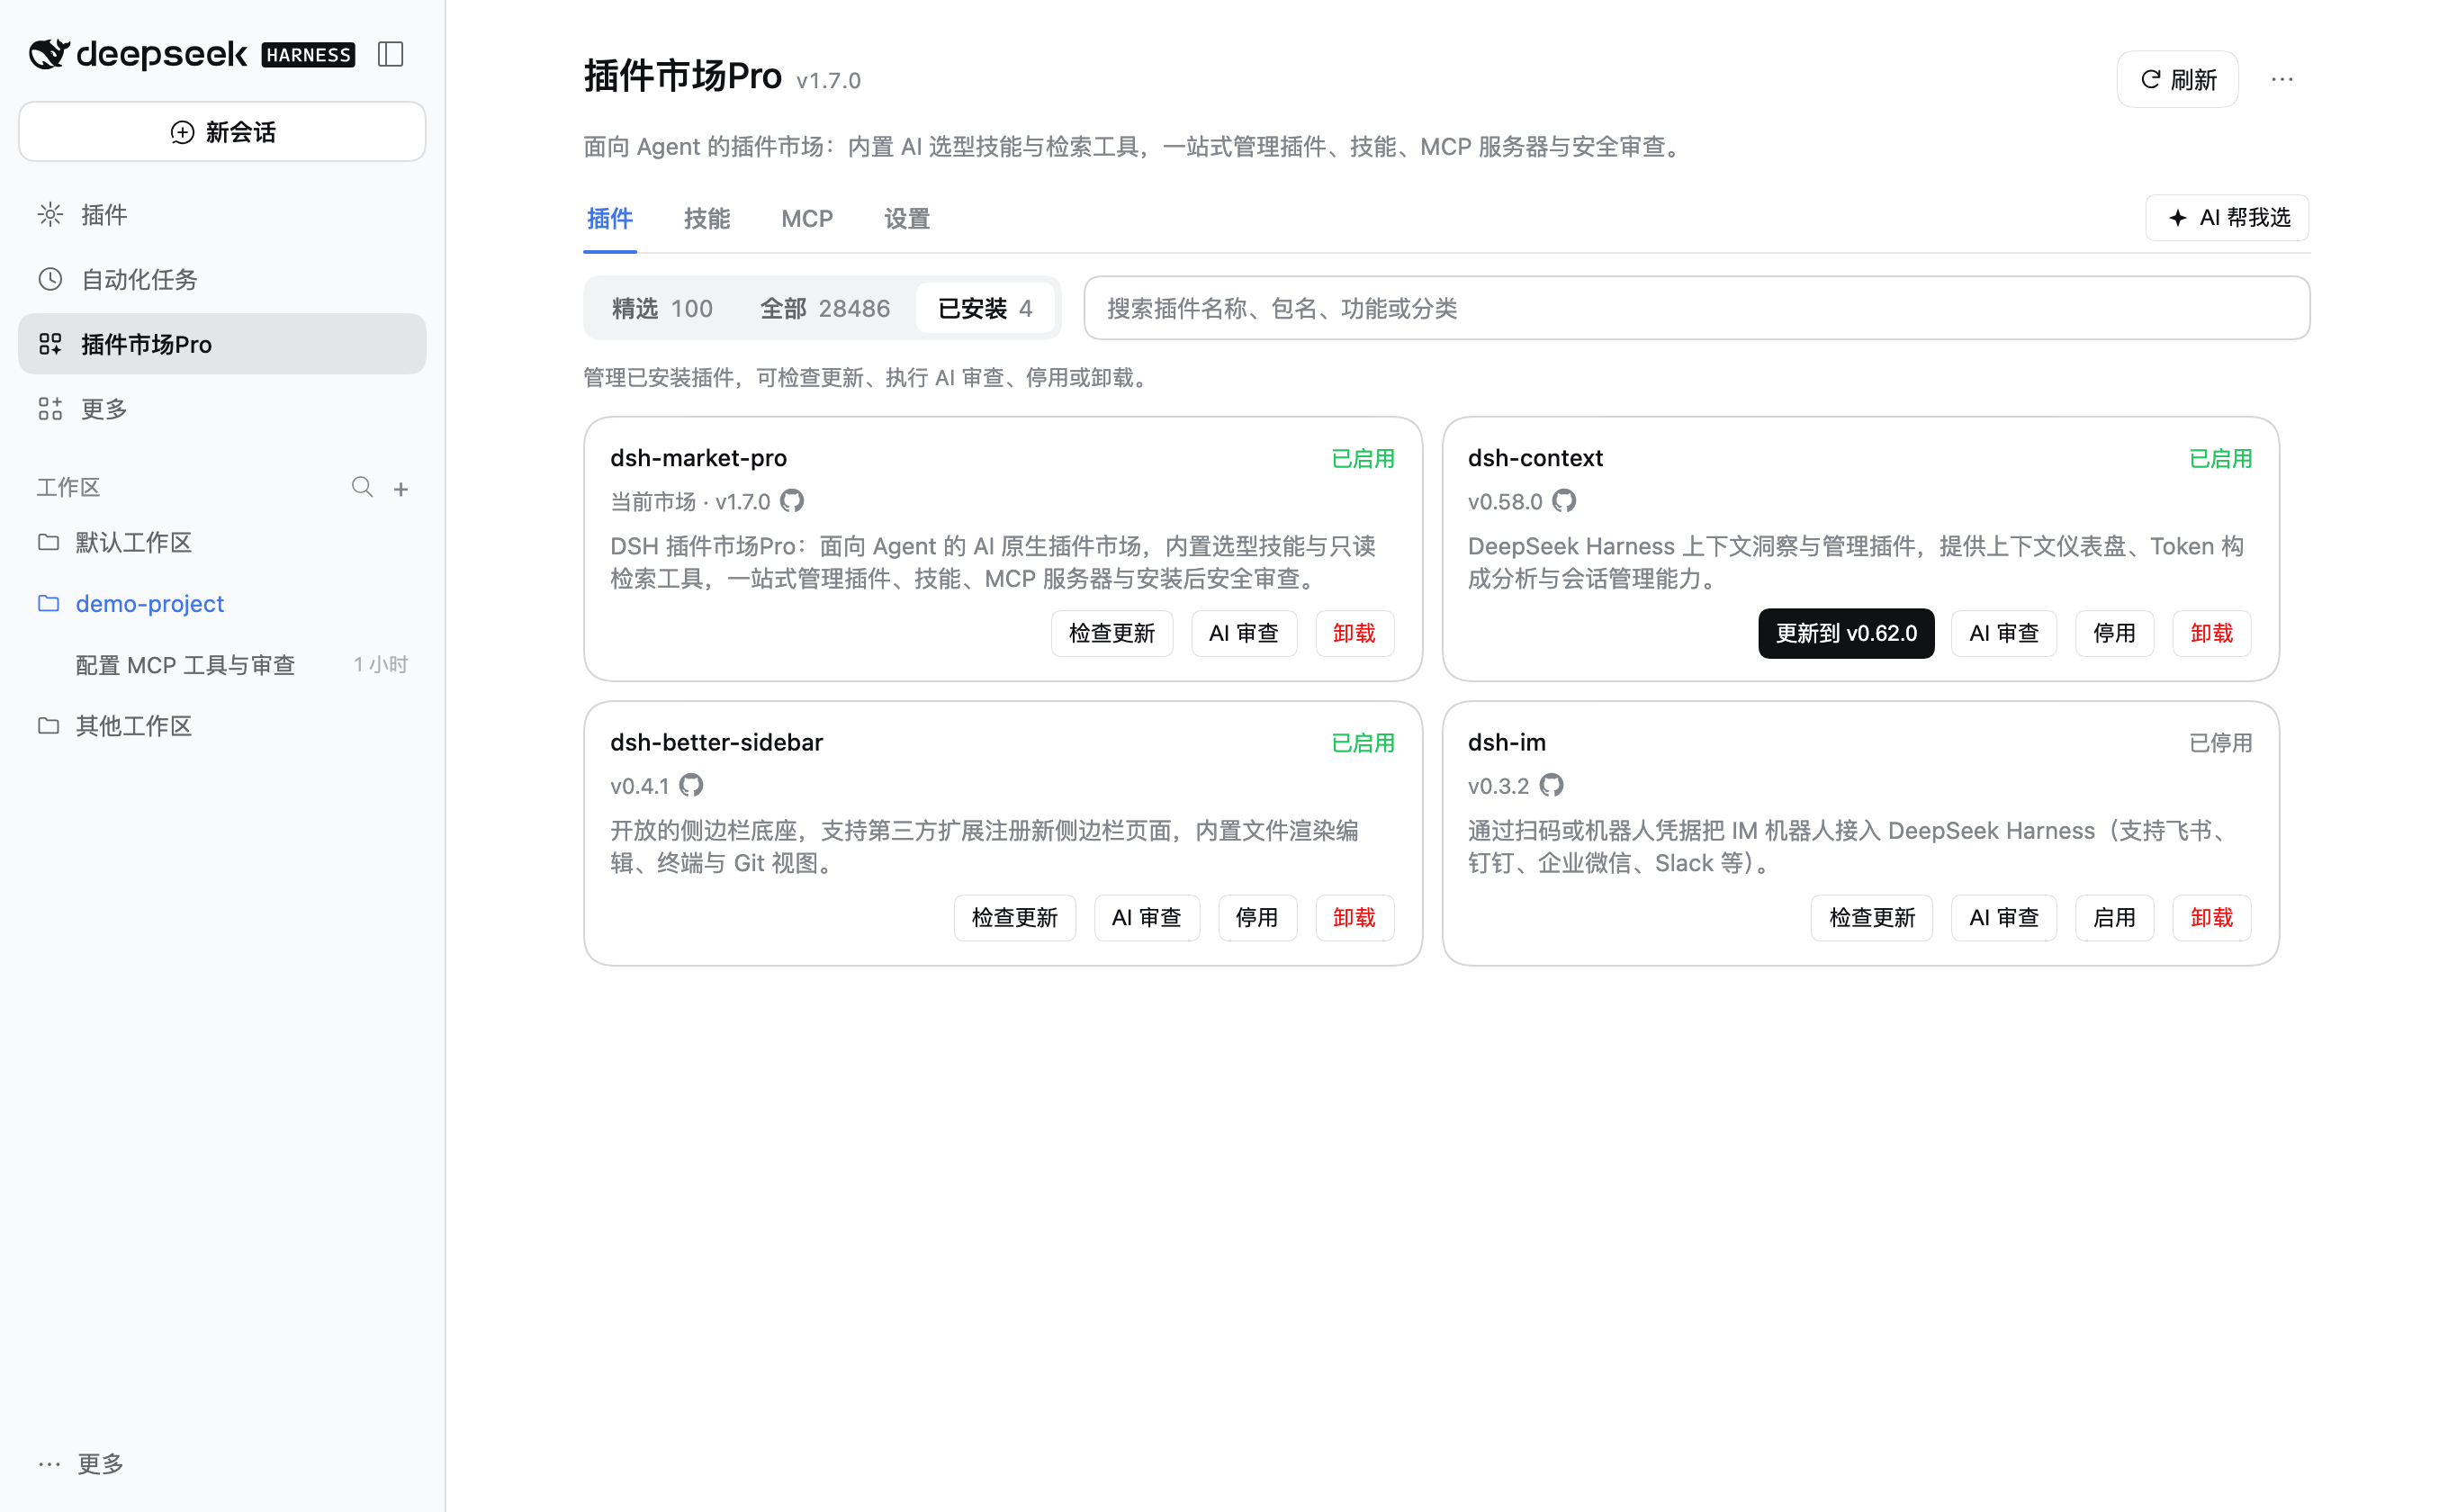 deepseek HARNESS
新会话
插件
自动化任务
插件市场Pro
更多
工作区
默认工作区
demo-project
配置 MCP 工具与审查 1 小时
其他工作区
更多
插件市场Pro v1.7.0
刷新
面向 Agent 的插件市场：内置 AI 选型技能与检索工具，一站式管理插件、技能、MCP 服务器与安全审查。
插件 技能 MCP 设置
AI 帮我选
精选 100 全部 28486 已安装 4
搜索插件名称、包名、功能或分类
管理已安装插件，可检查更新、执行 AI 审查、停用或卸载。
dsh-market-pro 已启用
当前市场 · v1.7.0
DSH 插件市场Pro：面向 Agent 的 AI 原生插件市场，内置选型技能与只读
检索工具，一站式管理插件、技能、MCP 服务器与安装后安全审查。
检查更新 AI 审查 卸载
dsh-context 已启用
v0.58.0
DeepSeek Harness 上下文洞察与管理插件，提供上下文仪表盘、Token 构
成分析与会话管理能力。
更新到 v0.62.0 AI 审查 停用 卸载
dsh-better-sidebar 已启用
v0.4.1
开放的侧边栏底座，支持第三方扩展注册新侧边栏页面，内置文件渲染编
辑、终端与 Git 视图。
检查更新 AI 审查 停用 卸载
dsh-im 已停用
v0.3.2
通过扫码或机器人凭据把 IM 机器人接入 DeepSeek Harness（支持飞书、
钉钉、企业微信、Slack 等）。
检查更新 AI 审查 启用 卸载